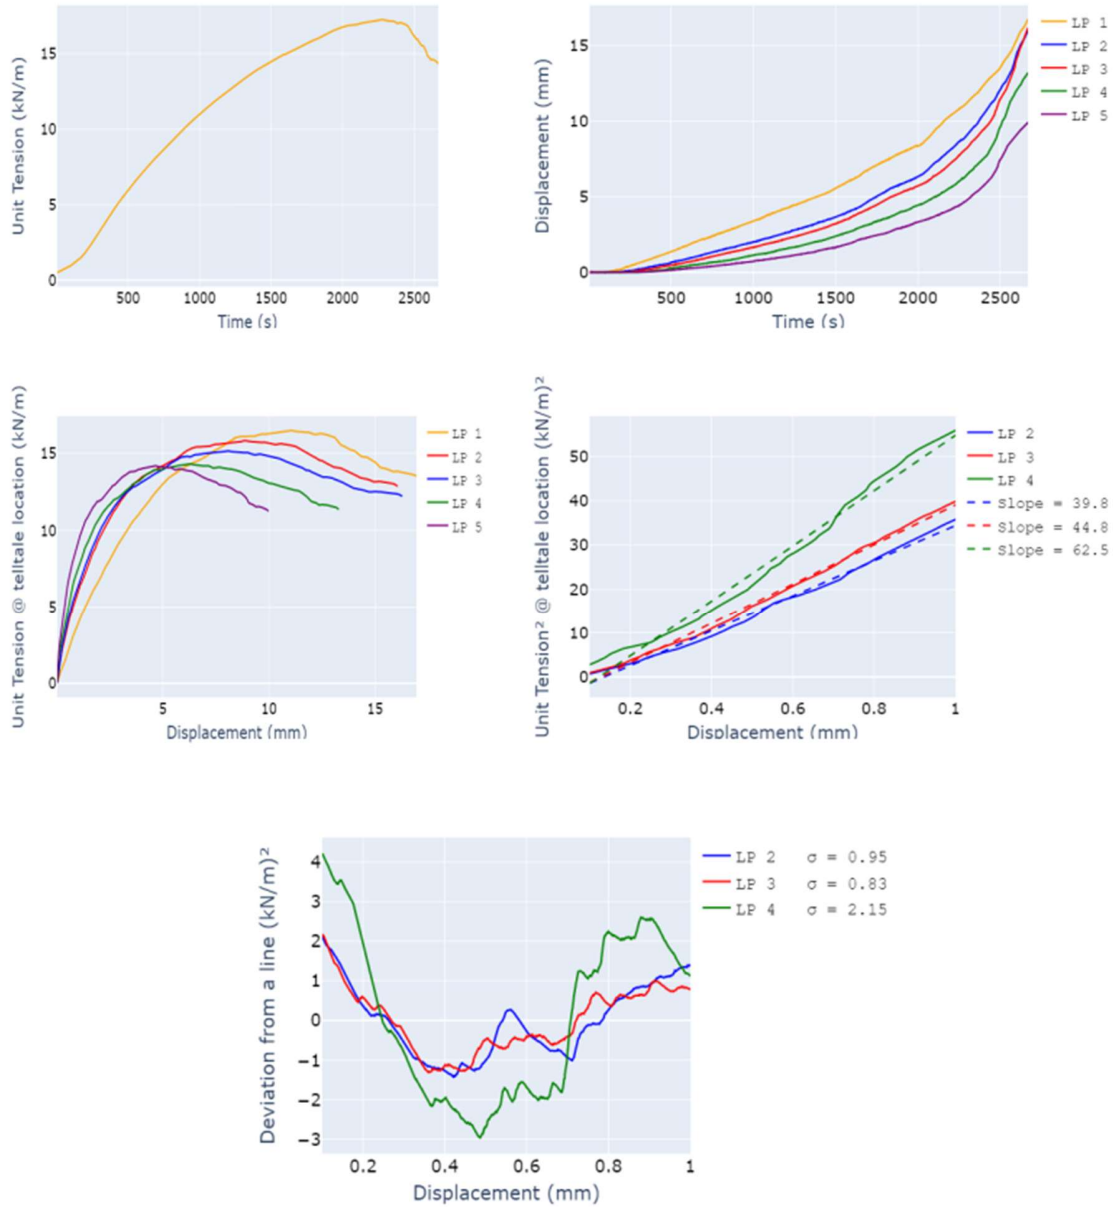 Unit Tension (kN/m)
15
10
5
0
500 1000 1500 2000 2500
Time (s)
Displacement (mm)
15
10
5
0
500 1000 1500 2000 2500
Time (s)
LP 1
LP 2
LP 3
LP 4
LP 5
Unit Tension @ telltale location (kN/m)
15
10
5
0
5 10 15
Displacement (mm)
LP 1
LP 2
LP 3
LP 4
LP 5
Unit Tension² @ telltale location (kN/m)²
50
40
30
20
10
0
0.2 0.4 0.6 0.8 1
Displacement (mm)
LP 2
LP 3
LP 4
Slope = 39.8
Slope = 44.8
Slope = 62.5
Deviation from a line (kN/m)²
4
3
2
1
0
−1
−2
−3
0.2 0.4 0.6 0.8 1
Displacement (mm)
LP 2 σ = 0.95
LP 3 σ = 0.83
LP 4 σ = 2.15